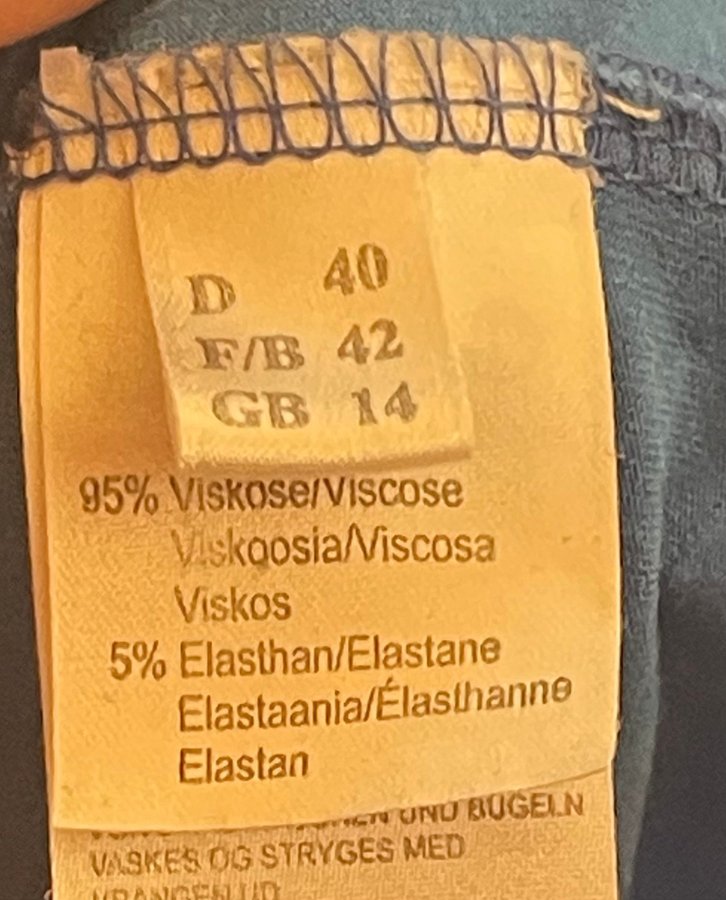 D 40
F/B 42
GB 14
95% Viskose/Viscose
Viskoosia/Viscosa
Viskos
5% Elasthan/Elastane
Elastaania/Élasthanne
Elastan
UND BÜGELN
VASKES OG STRYGES MED